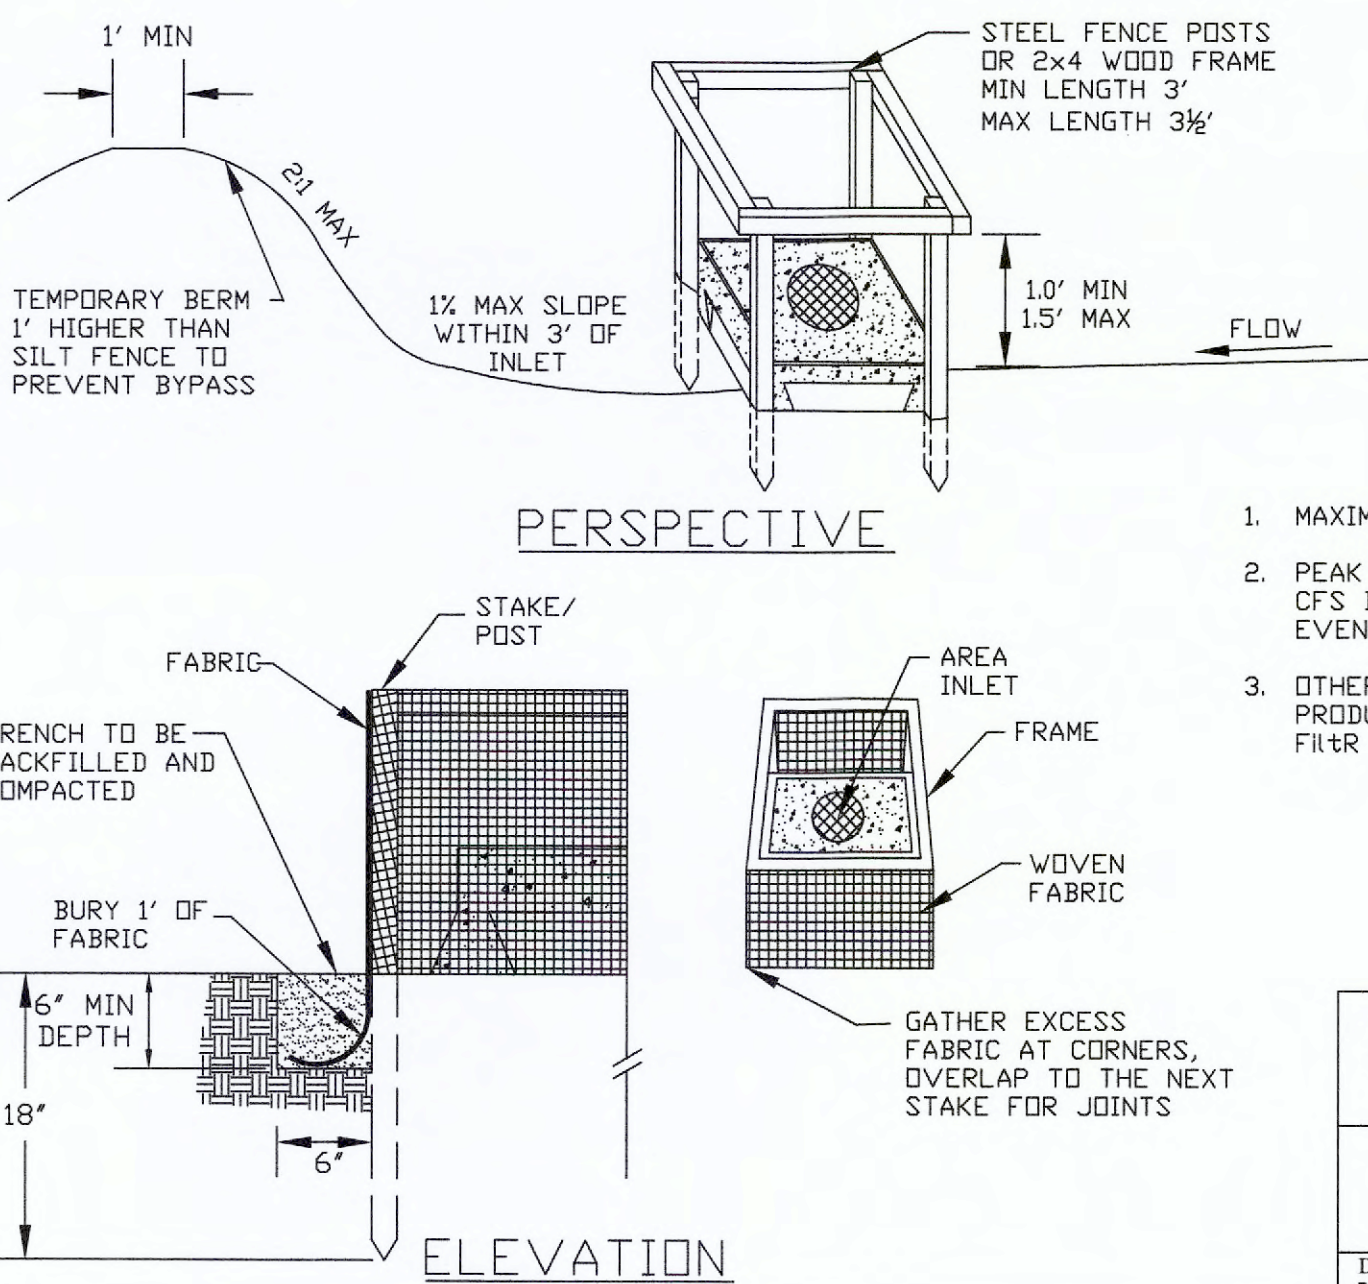 1' MIN
STEEL FENCE POSTS
OR 2x4 WOOD FRAME
MIN LENGTH 3'
MAX LENGTH 3½'
2:1 MAX
TEMPORARY BERM
1' HIGHER THAN
SILT FENCE TO
PREVENT BYPASS
1% MAX SLOPE
WITHIN 3' OF
INLET
1.0' MIN
1.5' MAX
FLOW
PERSPECTIVE
1. MAXIM
2. PEAK
CFS I
EVEN
3. OTHER
PRODU
FiltR
STAKE/
POST
FABRIC
RENCH TO BE
ACKFILLED AND
OMPACTED
BURY 1' OF
FABRIC
6" MIN
DEPTH
18"
6"
ELEVATION
AREA
INLET
FRAME
WOVEN
FABRIC
GATHER EXCESS
FABRIC AT CORNERS,
OVERLAP TO THE NEXT
STAKE FOR JOINTS